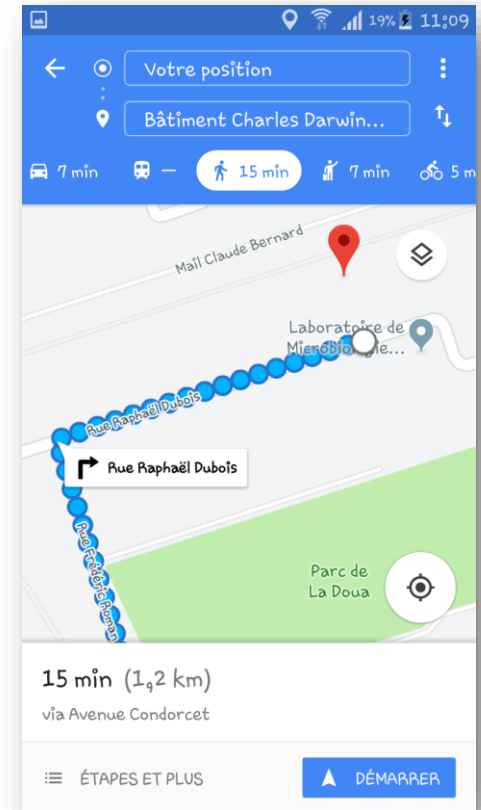 19% 11:09
Votre position
Bâtiment Charles Darwin...
7 min — 15 min 7 min 5 m
Mail Claude Bernard
Laboratoire de
Microbiologie...
Rue Raphaël Dubois
Rue Raphaël Dubois
Rue Frédéric Roman
Parc de
La Doua
15 min (1,2 km)
via Avenue Condorcet
ÉTAPES ET PLUS DÉMARRER